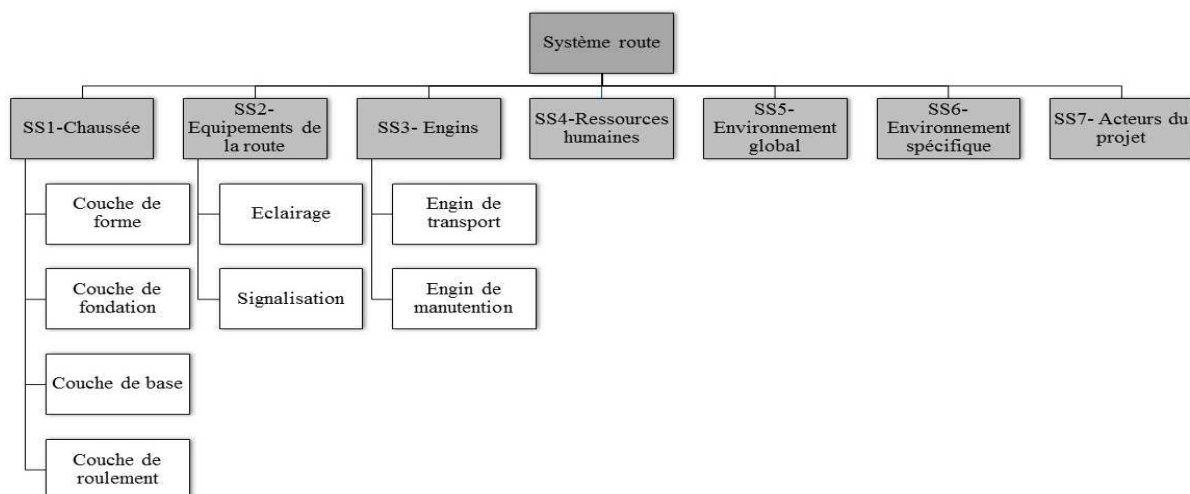 Système route
SS1-Chaussée
SS2-
Equipements de
la route
SS3- Engins
SS4-Ressources
humaines
SS5-
Environnement
global
SS6-
Environnement
spécifique
SS7- Acteurs du
projet
Couche de
forme
Couche de
fondation
Couche de base
Couche de
roulement
Eclairage
Signalisation
Engin de
transport
Engin de
manutention